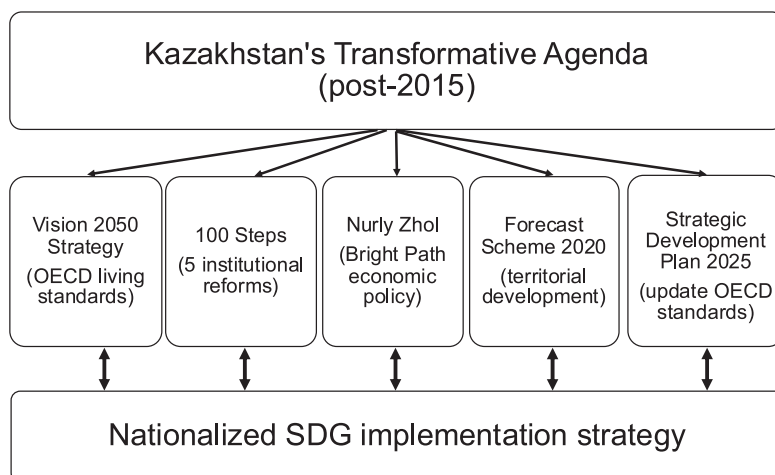 Kazakhstan's Transformative Agenda
(post-2015)
Vision 2050
Strategy
(OECD living
standards)
100 Steps
(5 institutional
reforms)
Nurly Zhol
(Bright Path
economic
policy)
Forecast
Scheme 2020
(territorial
development)
Strategic
Development
Plan 2025
(update OECD
standards)
Nationalized SDG implementation strategy